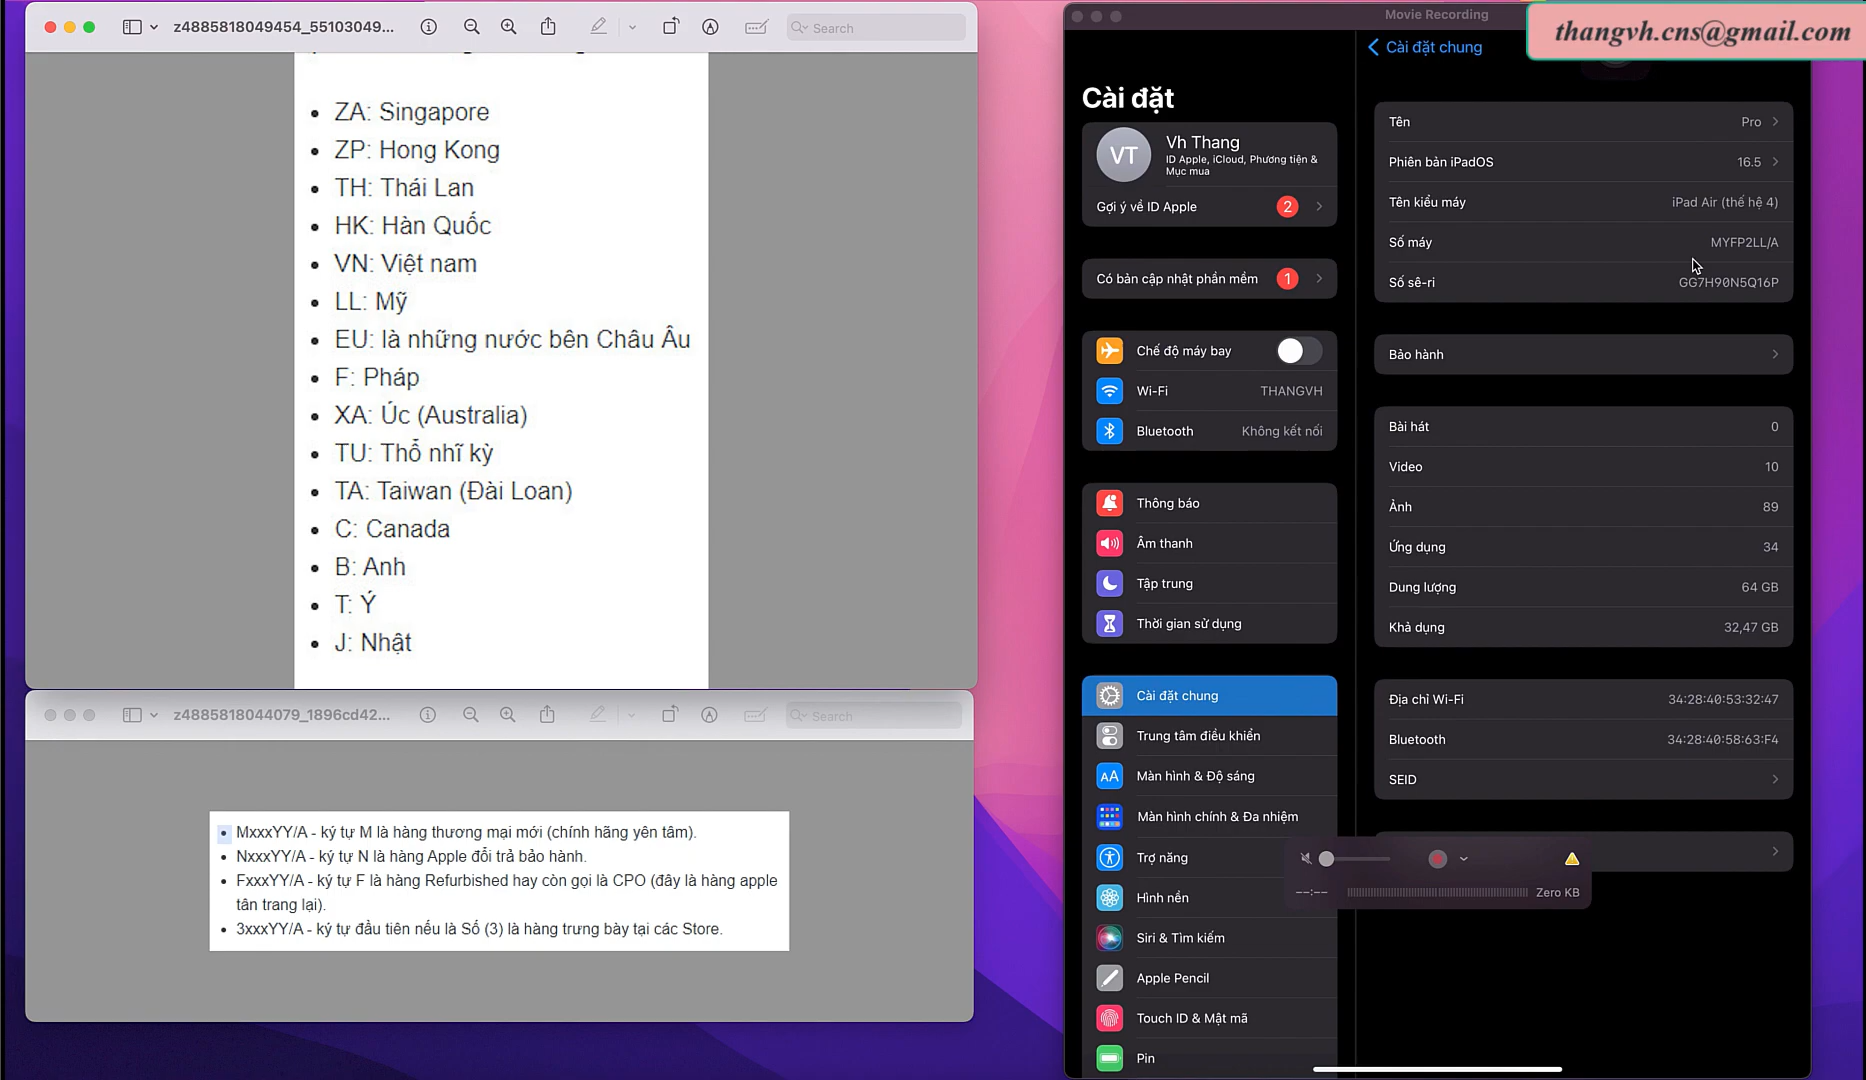 z4885818049454_55103049...
Search
ZA: Singapore
ZP: Hong Kong
TH: Thái Lan
HK: Hàn Quốc
VN: Việt nam
LL: Mỹ
EU: là những nước bên Châu Âu
F: Pháp
XA: Úc (Australia)
TU: Thổ nhĩ kỳ
TA: Taiwan (Đài Loan)
C: Canada
B: Anh
T: Ý
J: Nhật
z4885818044079_1896cd42...
Search
MxxxYY/A - ký tự M là hàng thương mại mới (chính hãng yên tâm).
NxxxYY/A - ký tự N là hàng Apple đổi trả bảo hành.
FxxxYY/A - ký tự F là hàng Refurbished hay còn gọi là CPO (đây là hàng apple
tân trang lại).
3xxxYY/A - ký tự đầu tiên nếu là Số (3) là hàng trưng bày tại các Store.
Movie Recording
thangvh.cns@gmail.com
Cài đặt
VT
Vh Thang
ID Apple, iCloud, Phương tiện &
Mục mua
Gợi ý về ID Apple 2
Có bản cập nhật phần mềm 1
Chế độ máy bay
Wi-Fi THANGVH
Bluetooth Không kết nối
Thông báo
Âm thanh
Tập trung
Thời gian sử dụng
Cài đặt chung
Trung tâm điều khiển
AA Màn hình & Độ sáng
Màn hình chính & Đa nhiệm
Trợ năng
Hình nền
Siri & Tìm kiếm
Apple Pencil
Touch ID & Mật mã
Pin
Cài đặt chung
Tên Pro
Phiên bản iPadOS 16.5
Tên kiểu máy iPad Air (thế hệ 4)
Số máy MYFP2LL/A
Số sê-ri GG7H90N5Q16P
Bảo hành
Bài hát 0
Video 10
Ảnh 89
Ứng dụng 34
Dung lượng 64 GB
Khả dụng 32,47 GB
Địa chỉ Wi-Fi 34:28:40:53:32:47
Bluetooth 34:28:40:58:63:F4
SEID
--:-- Zero KB